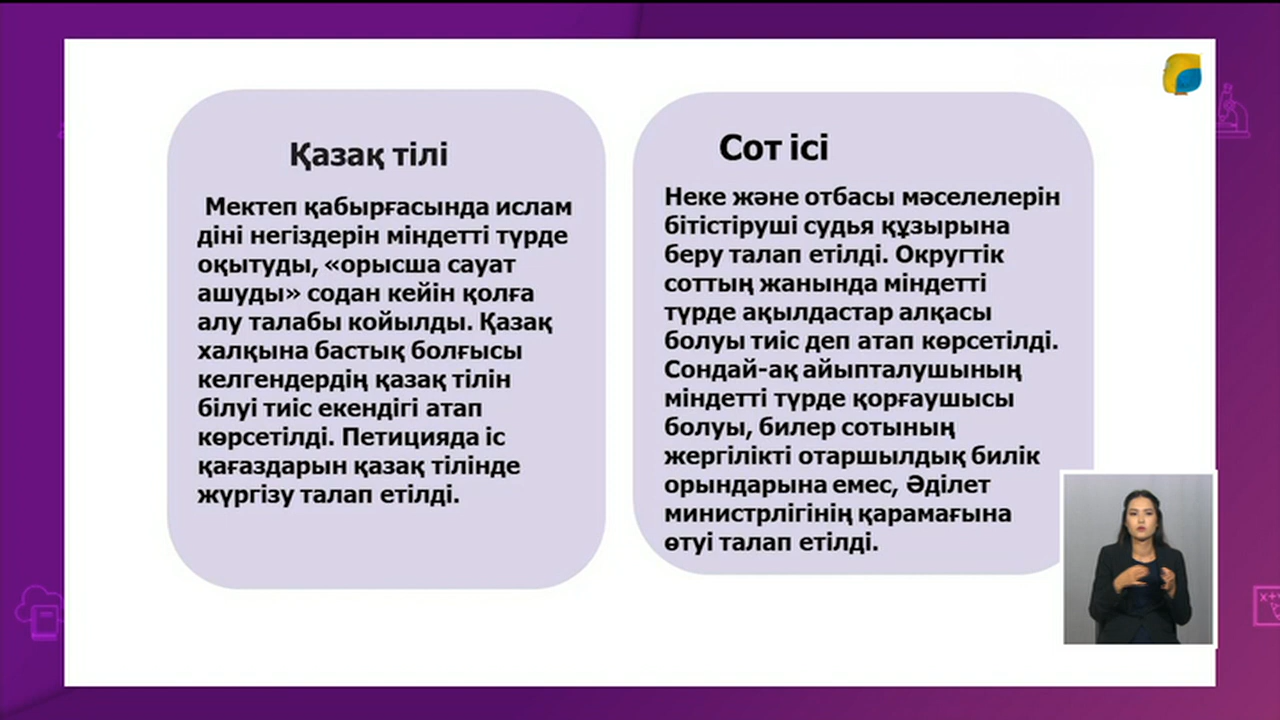 Қазақ тілі
Мектеп қабырғасында ислам
діні негіздерін міндетті түрде
оқытуды, «орысша сауат
ашуды» содан кейін қолға
алу талабы койылды. Қазақ
халқына бастық болғысы
келгендердің қазақ тілін
білуі тиіс екендігі атап
көрсетілді. Петицияда іс
қағаздарын қазақ тілінде
жүргізу талап етілді.
Сот ісі
Неке және отбасы мәселелерін
бітістіруші судья құзырына
беру талап етілді. Округтік
соттың жанында міндетті
түрде ақылдастар алқасы
болуы тиіс деп атап көрсетілді.
Сондай-ақ айыпталушының
міндетті түрде қорғаушысы
болуы, билер сотының
жергілікті отаршылдық билік
орындарына емес, Әділет
министрлігінің қарамағына
өтуі талап етілді.